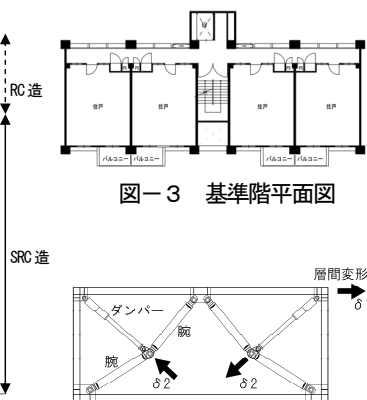 RC造
EV
住戸
住戸
住戸
住戸
バルコニー
バルコニー
バルコニー
バルコニー
図-3 基準階平面図
SRC造
層間変形
δ
ダンパー
腕
腕
δ2
δ2